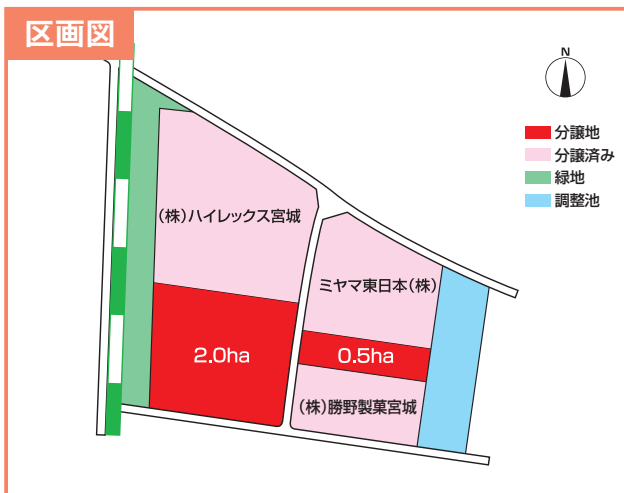 区画図
N
分譲地
分譲済み
緑地
調整池
(株)ハイレックス宮城
ミヤマ東日本(株)
2.0ha
0.5ha
(株)勝野製菓宮城